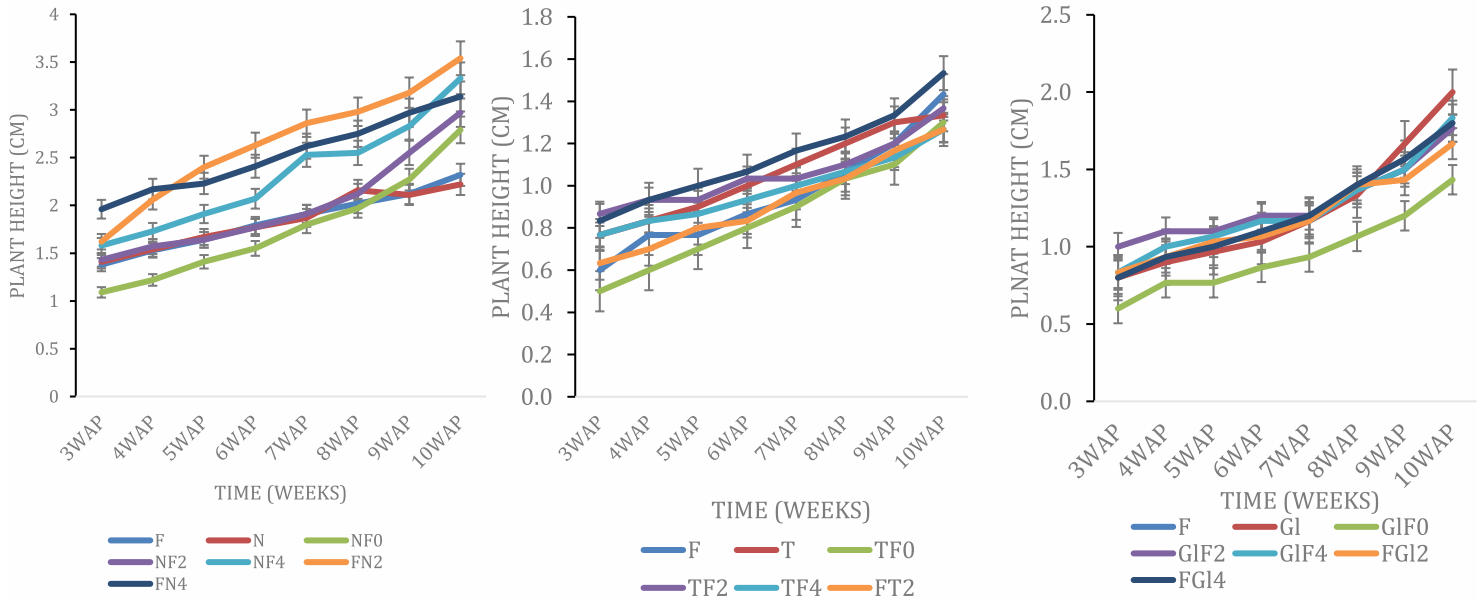 4
3.5
3
2.5
2
1.5
1
0.5
0
PLANT HEIGHT (CM)
3WAP 4WAP 5WAP 6WAP 7WAP 8WAP 9WAP 10WAP
TIME (WEEKS)
F N NF0
NF2 NF4 FN2
FN4
1.8
1.6
1.4
1.2
1.0
0.8
0.6
0.4
0.2
0.0
PLANT HEIGHT (CM)
3WAP 4WAP 5WAP 6WAP 7WAP 8WAP 9WAP 10WAP
TIME (WEEKS)
F T TF0
TF2 TF4 FT2
2.5
2.0
1.5
1.0
0.5
0.0
PLNAT HEIGHT (CM)
3WAP 4WAP 5WAP 6WAP 7WAP 8WAP 9WAP 10WAP
TIME (WEEKS)
F Gl GlF0
GlF2 GlF4 FGl2
FGl4